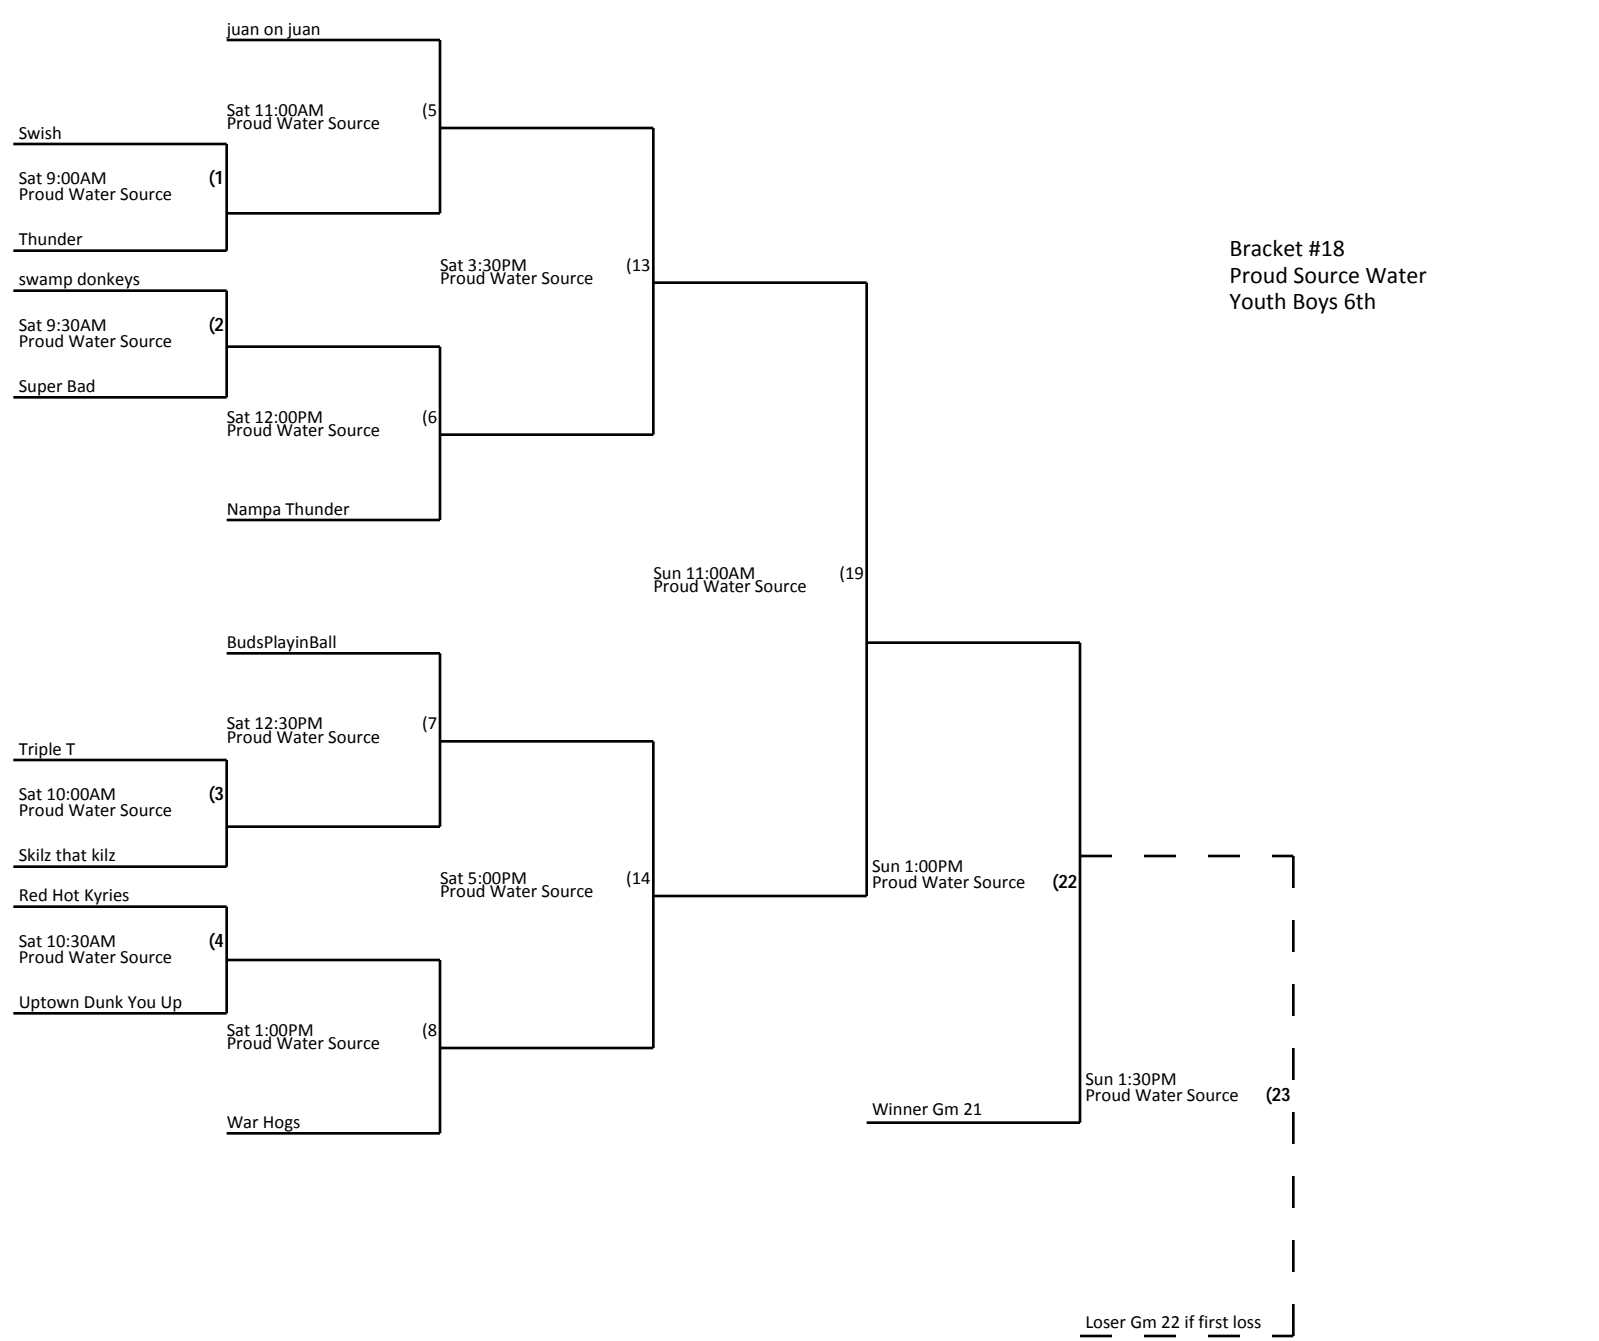 juan on juan
Sat 11:00AM (5
Proud Water Source
Swish
Sat 9:00AM (1
Proud Water Source
Thunder
swamp donkeys
Sat 9:30AM (2
Proud Water Source
Super Bad
Sat 3:30PM (13
Proud Water Source
Bracket #18
Proud Source Water
Youth Boys 6th
Sat 12:00PM (6
Proud Water Source
Nampa Thunder
Sun 11:00AM (19
Proud Water Source
BudsPlayinBall
Sat 12:30PM (7
Proud Water Source
Triple T
Sat 10:00AM (3
Proud Water Source
Skilz that kilz
Red Hot Kyries
Sat 10:30AM (4
Proud Water Source
Uptown Dunk You Up
Sat 5:00PM (14
Proud Water Source
Sun 1:00PM
Proud Water Source (22
Sat 1:00PM (8
Proud Water Source
War Hogs
Winner Gm 21
Sun 1:30PM
Proud Water Source (23
Loser Gm 22 if first loss